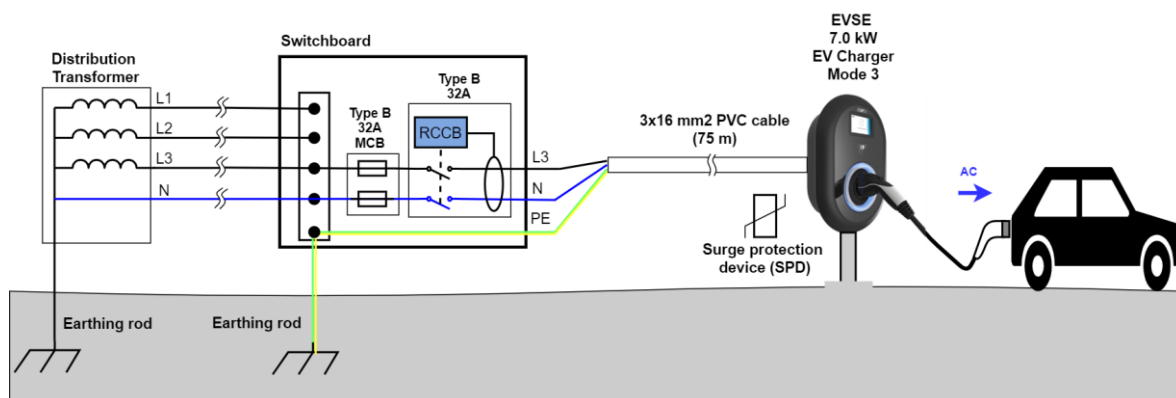 Distribution
Transformer
L1
L2
L3
N
Switchboard
Type B
32A
MCB
Type B
32A
RCCB
L3
N
PE
3x16 mm2 PVC cable
(75 m)
Surge protection
device (SPD)
EVSE
7.0 kW
EV Charger
Mode 3
AC
Earthing rod
Earthing rod